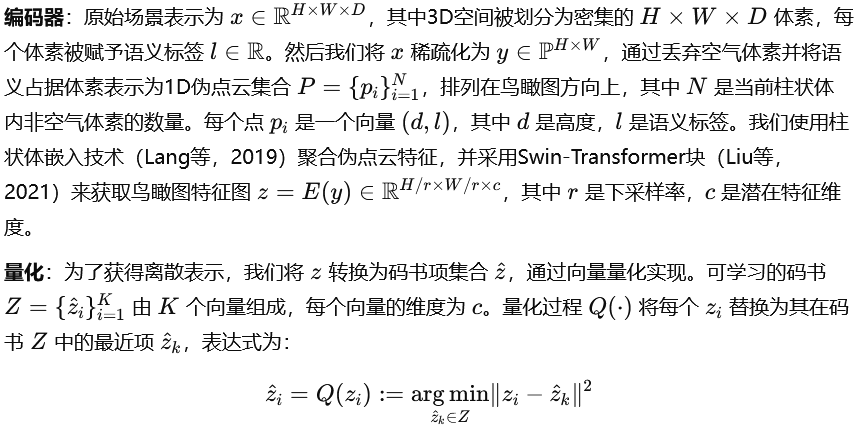 编码器：原始场景表示为 $x \in \mathbb{R}^{H \times W \times D}$，其中3D空间被划分为密集的 $H \times W \times D$ 体素，每
个体素被赋予语义标签 $l \in \mathbb{R}$。然后我们将 $x$ 稀疏化为 $y \in \mathbb{P}^{H \times W}$，通过丢弃空气体素并将语
义占据体素表示为1D伪点云集合 $P = \{p_i\}_{i=1}^{N}$，排列在鸟瞰图方向上，其中 $N$ 是当前柱状体
内非空气体素的数量。每个点 $p_i$ 是一个向量 $(d, l)$，其中 $d$ 是高度，$l$ 是语义标签。我们使用柱
状体嵌入技术（Lang等，2019）聚合伪点云特征，并采用Swin-Transformer块（Liu等，
2021）来获取鸟瞰图特征图 $z = E(y) \in \mathbb{R}^{H/r \times W/r \times c}$，其中 $r$ 是下采样率，$c$ 是潜在特征维
度。
量化：为了获得离散表示，我们将 $z$ 转换为码书项集合 $\hat{z}$，通过向量量化实现。可学习的码书
$Z = \{\hat{z}_i\}_{i=1}^{K}$ 由 $K$ 个向量组成，每个向量的维度为 $c$。量化过程 $Q(\cdot)$ 将每个 $z_i$ 替换为其在码
书 $Z$ 中的最近项 $\hat{z}_k$，表达式为：
$\hat{z}_i = Q(z_i) := \underset{\hat{z}_k \in Z}{\arg\min} \| z_i - \hat{z}_k \|^2$